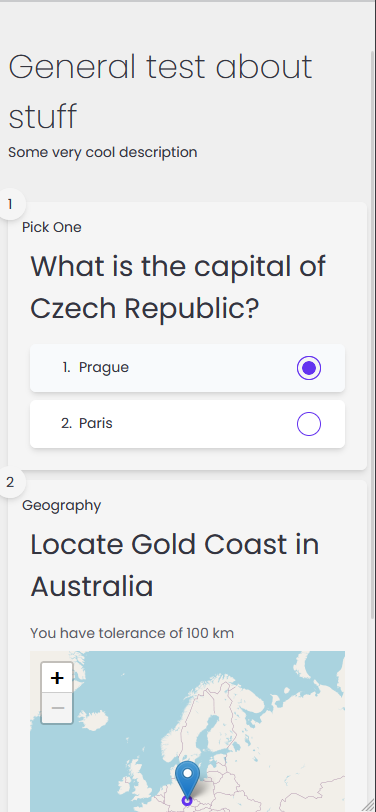 General test about
stuff
Some very cool description
1
Pick One
What is the capital of
Czech Republic?
1. Prague
2. Paris
2
Geography
Locate Gold Coast in
Australia
You have tolerance of 100 km
+
−